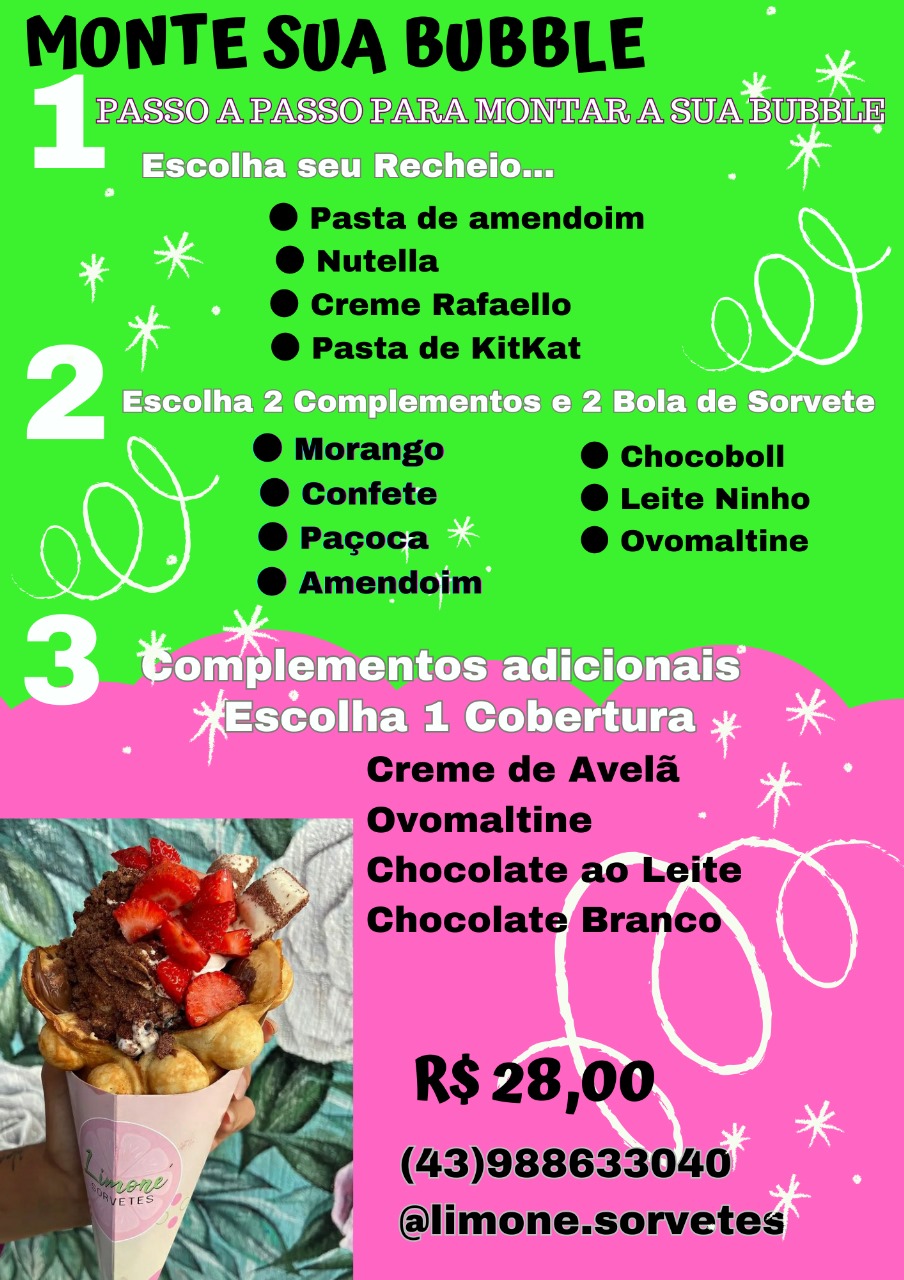 MONTE SUA BUBBLE
1
PASSO A PASSO PARA MONTAR A SUA BUBBLE
Escolha seu Recheio...
● Pasta de amendoim
● Nutella
● Creme Rafaello
● Pasta de KitKat
2
Escolha 2 Complementos e 2 Bola de Sorvete
● Morango
● Confete
● Paçoca
● Amendoim
● Chocoboll
● Leite Ninho
● Ovomaltine
3
Complementos adicionais
Escolha 1 Cobertura
Creme de Avelã
Ovomaltine
Chocolate ao Leite
Chocolate Branco
R$ 28,00
(43)988633040
@limone.sorvetes
Limone
SORVETES